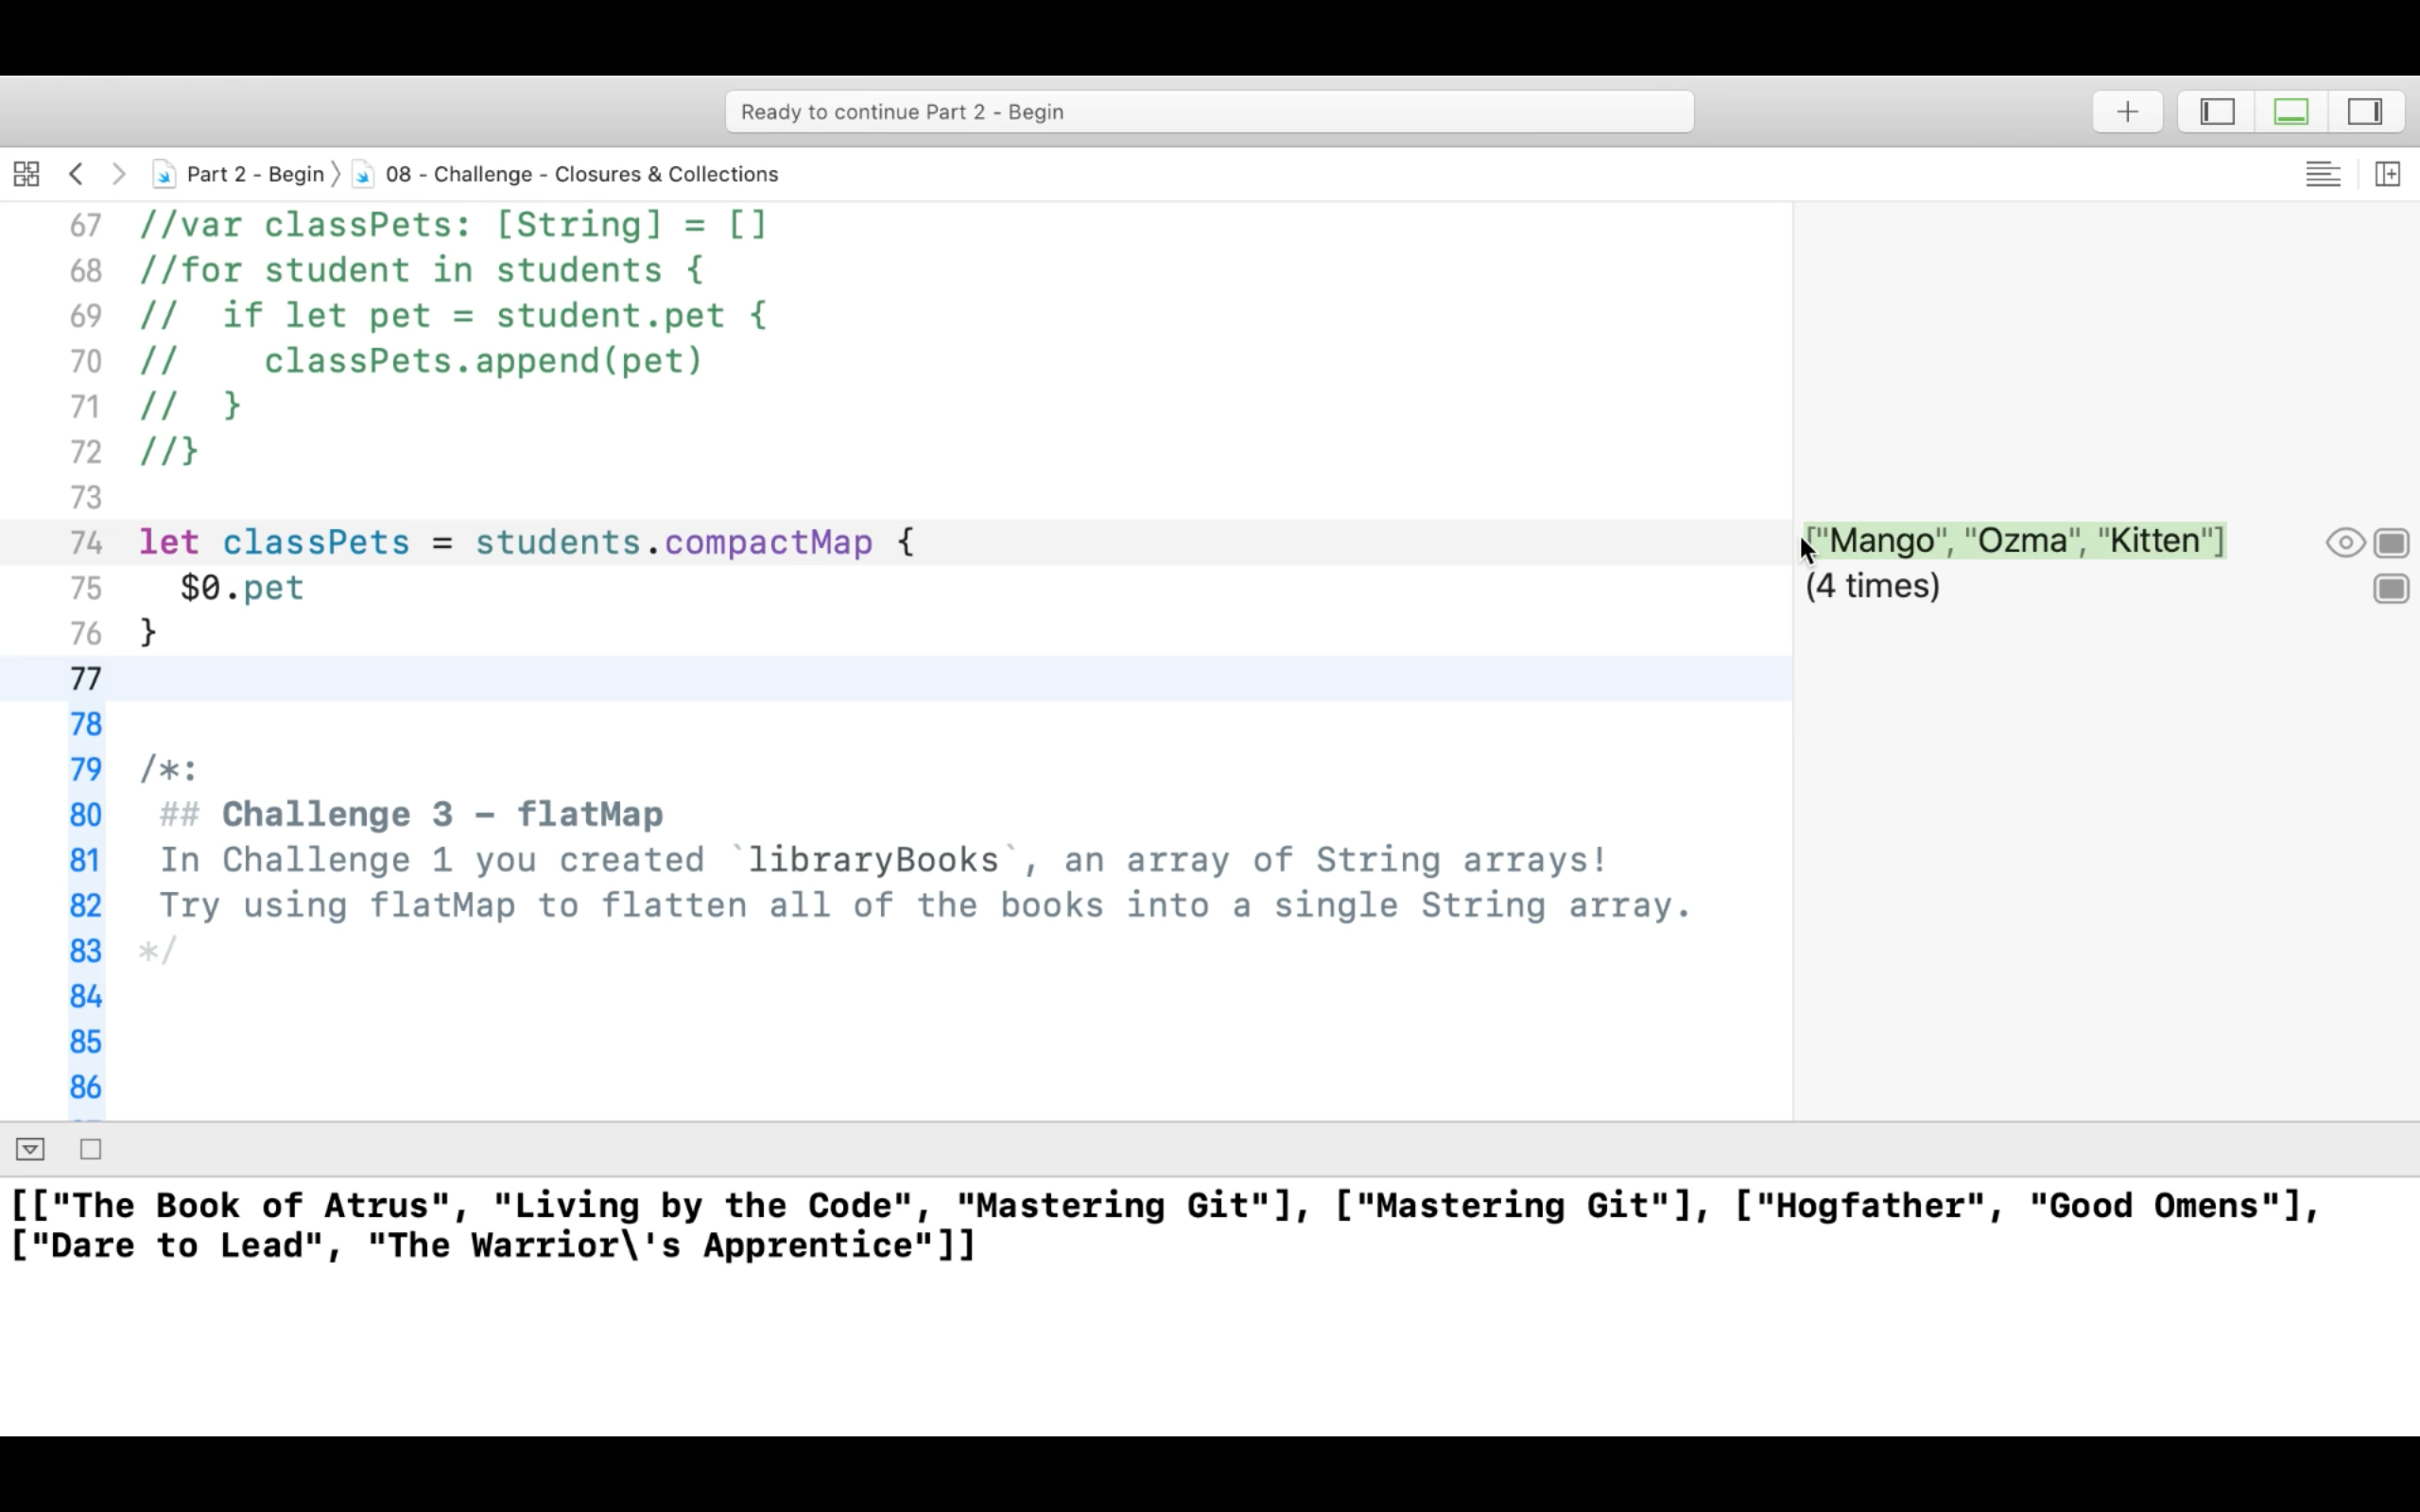 Ready to continue Part 2 - Begin
Part 2 - Begin 08 - Challenge - Closures & Collections
67 //var classPets: [String] = []
68 //for student in students {
69 //  if let pet = student.pet {
70 //    classPets.append(pet)
71 //  }
72 //}
73
74 let classPets = students.compactMap { ["Mango", "Ozma", "Kitten"]
75   $0.pet (4 times)
76 }
77
78
79 /*:
80  ## Challenge 3 – flatMap
81  In Challenge 1 you created `libraryBooks`, an array of String arrays!
82  Try using flatMap to flatten all of the books into a single String array.
83 */
84
85
86
[["The Book of Atrus", "Living by the Code", "Mastering Git"], ["Mastering Git"], ["Hogfather", "Good Omens"],
["Dare to Lead", "The Warrior\'s Apprentice"]]